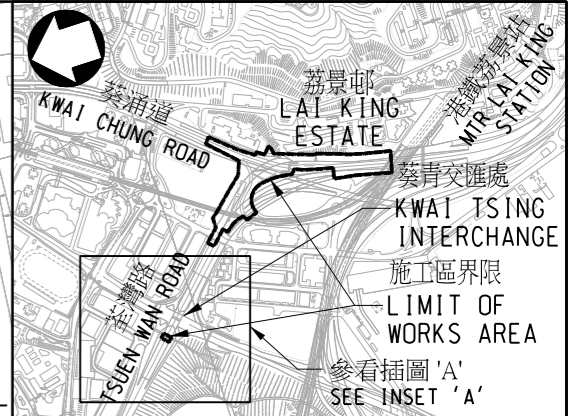 葵涌道
KWAI CHUNG ROAD
荔景邨
LAI KING
ESTATE
港鐵荔景站
MTR LAI KING
STATION
葵青交匯處
KWAI TSING
INTERCHANGE
施工區界限
LIMIT OF
WORKS AREA
荃灣路
TSUEN WAN ROAD
參看插圖 'A'
SEE INSET 'A'